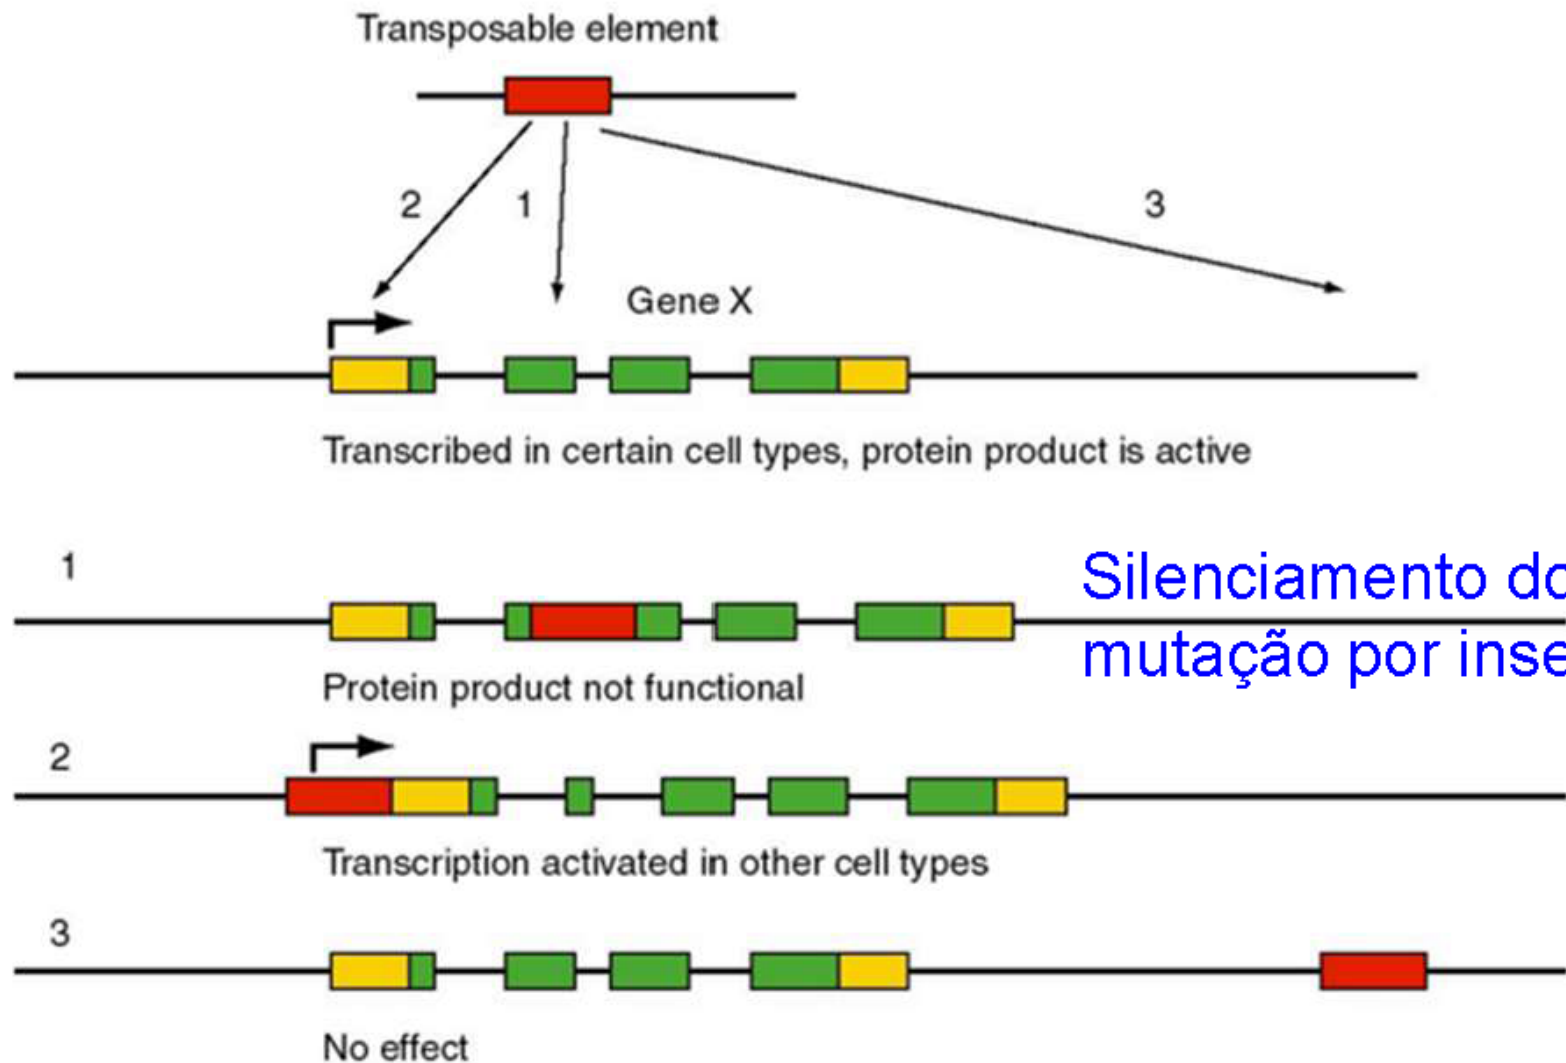 Transposable element
2
1
3
Gene X
Transcribed in certain cell types, protein product is active
1
Silenciamento do
mutação por inse
Protein product not functional
2
Transcription activated in other cell types
3
No effect